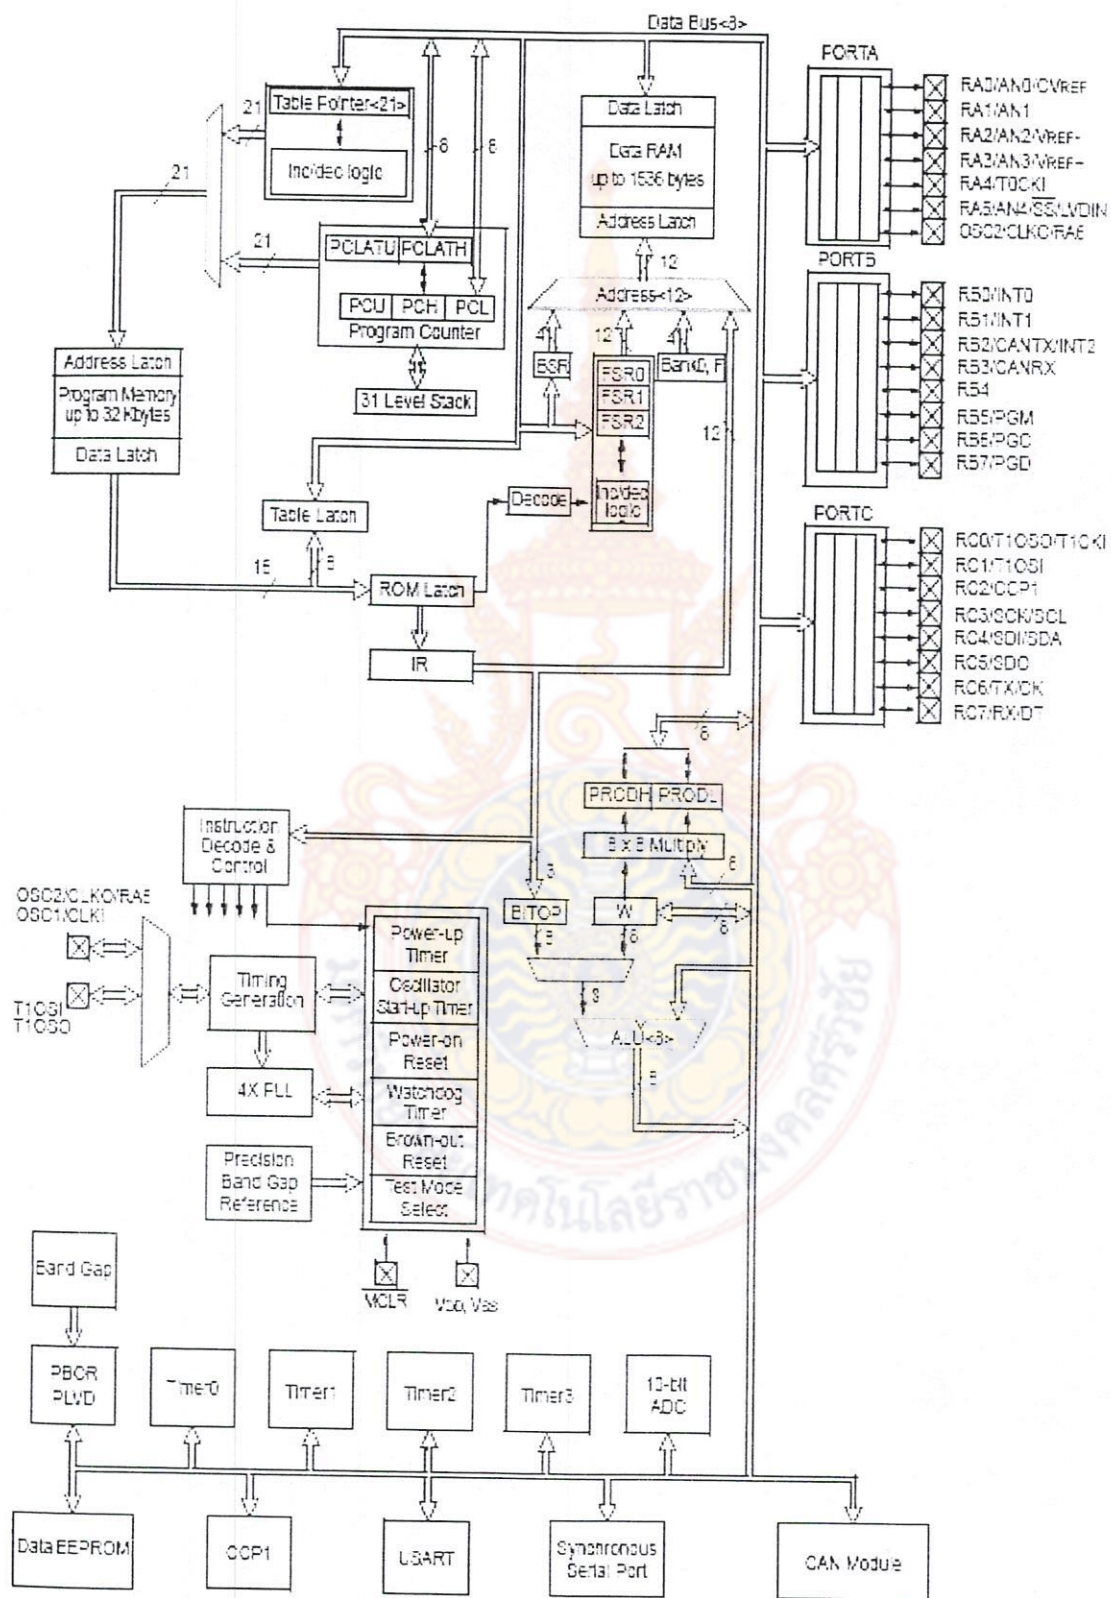 Data Bus<8>
Table Pointer<21>
21
Inc/dec logic
21
8
8
Data Latch
Data RAM
up to 1536 bytes
Address Latch
21
PCLATU PCLATH
PCU PCH PCL
Program Counter
31 Level Stack
12
Address<12>
4
12
4
BSR
FSR0
FSR1
FSR2
Bank0, F
12
Inc/dec
logic
Decode
Address Latch
Program Memory
up to 32 Kbytes
Data Latch
Table Latch
16
8
ROM Latch
IR
PORTA
RA0/AN0/CVREF
RA1/AN1
RA2/AN2/VREF-
RA3/AN3/VREF+
RA4/T0CKI
RA5/AN4/SS/LVDIN
OSC2/CLKO/RA6
PORTB
RB0/INT0
RB1/INT1
RB2/CANTX/INT2
RB3/CANRX
RB4
RB5/PGM
RB6/PGC
RB7/PGD
PORTC
RC0/T1OSO/T1CKI
RC1/T1OSI
RC2/CCP1
RC3/SCK/SCL
RC4/SDI/SDA
RC5/SDO
RC6/TX/CK
RC7/RX/DT
8
PRODH PRODL
8 x 8 Multiply
8
3
BITOP
W
8
8
8
8
ALU<8>
8
Instruction
Decode &
Control
OSC2/CLKO/RA6
OSC1/CLKI
T1OSI
T1OSO
Timing
Generation
4X PLL
Precision
Band Gap
Reference
Power-up
Timer
Oscillator
Start-up Timer
Power-on
Reset
Watchdog
Timer
Brown-out
Reset
Test Mode
Select
MCLR
VDD, VSS
Band Gap
PBOR
PLVD
Timer0
Timer1
Timer2
Timer3
10-bit
ADC
Data EEPROM
CCP1
USART
Synchronous
Serial Port
CAN Module